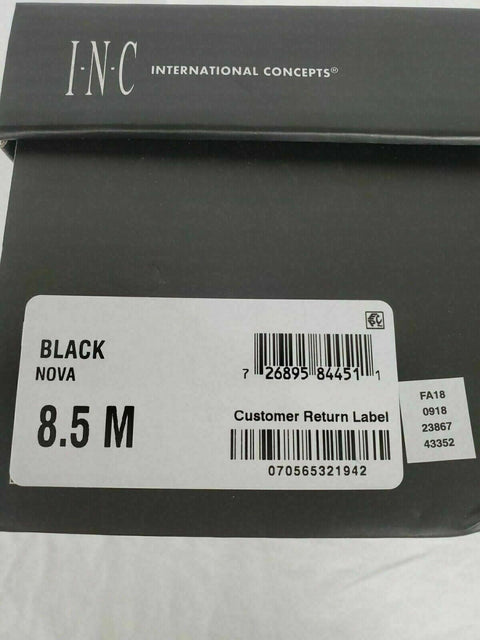 I·N·C INTERNATIONAL CONCEPTS®
BLACK
NOVA
8.5 M
7 26895 84451 1
Customer Return Label
070565321942
FA18
0918
23867
43352